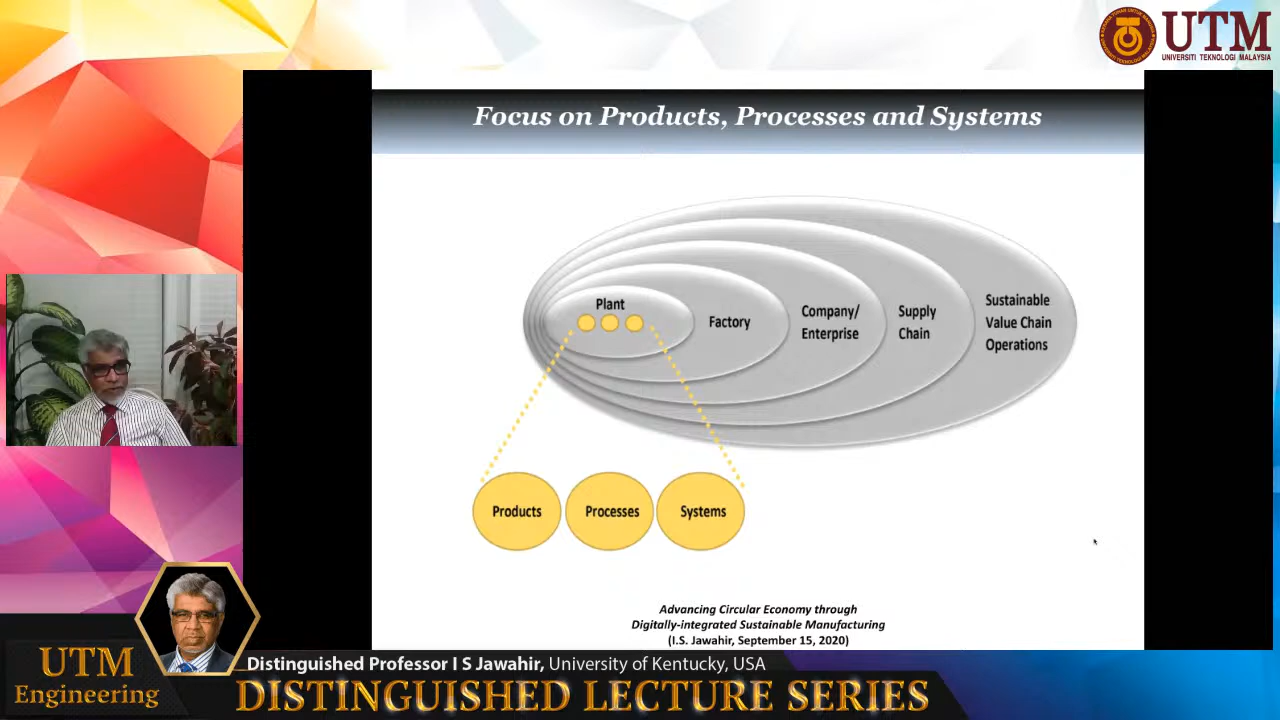 UTM
UNIVERSITI TEKNOLOGI MALAYSIA
Focus on Products, Processes and Systems
Plant
Factory
Company/
Enterprise
Supply
Chain
Sustainable
Value Chain
Operations
Products
Processes
Systems
Advancing Circular Economy through
Digitally-integrated Sustainable Manufacturing
(I.S. Jawahir, September 15, 2020)
UTM
Engineering
Distinguished Professor I S Jawahir, University of Kentucky, USA
DISTINGUISHED LECTURE SERIES